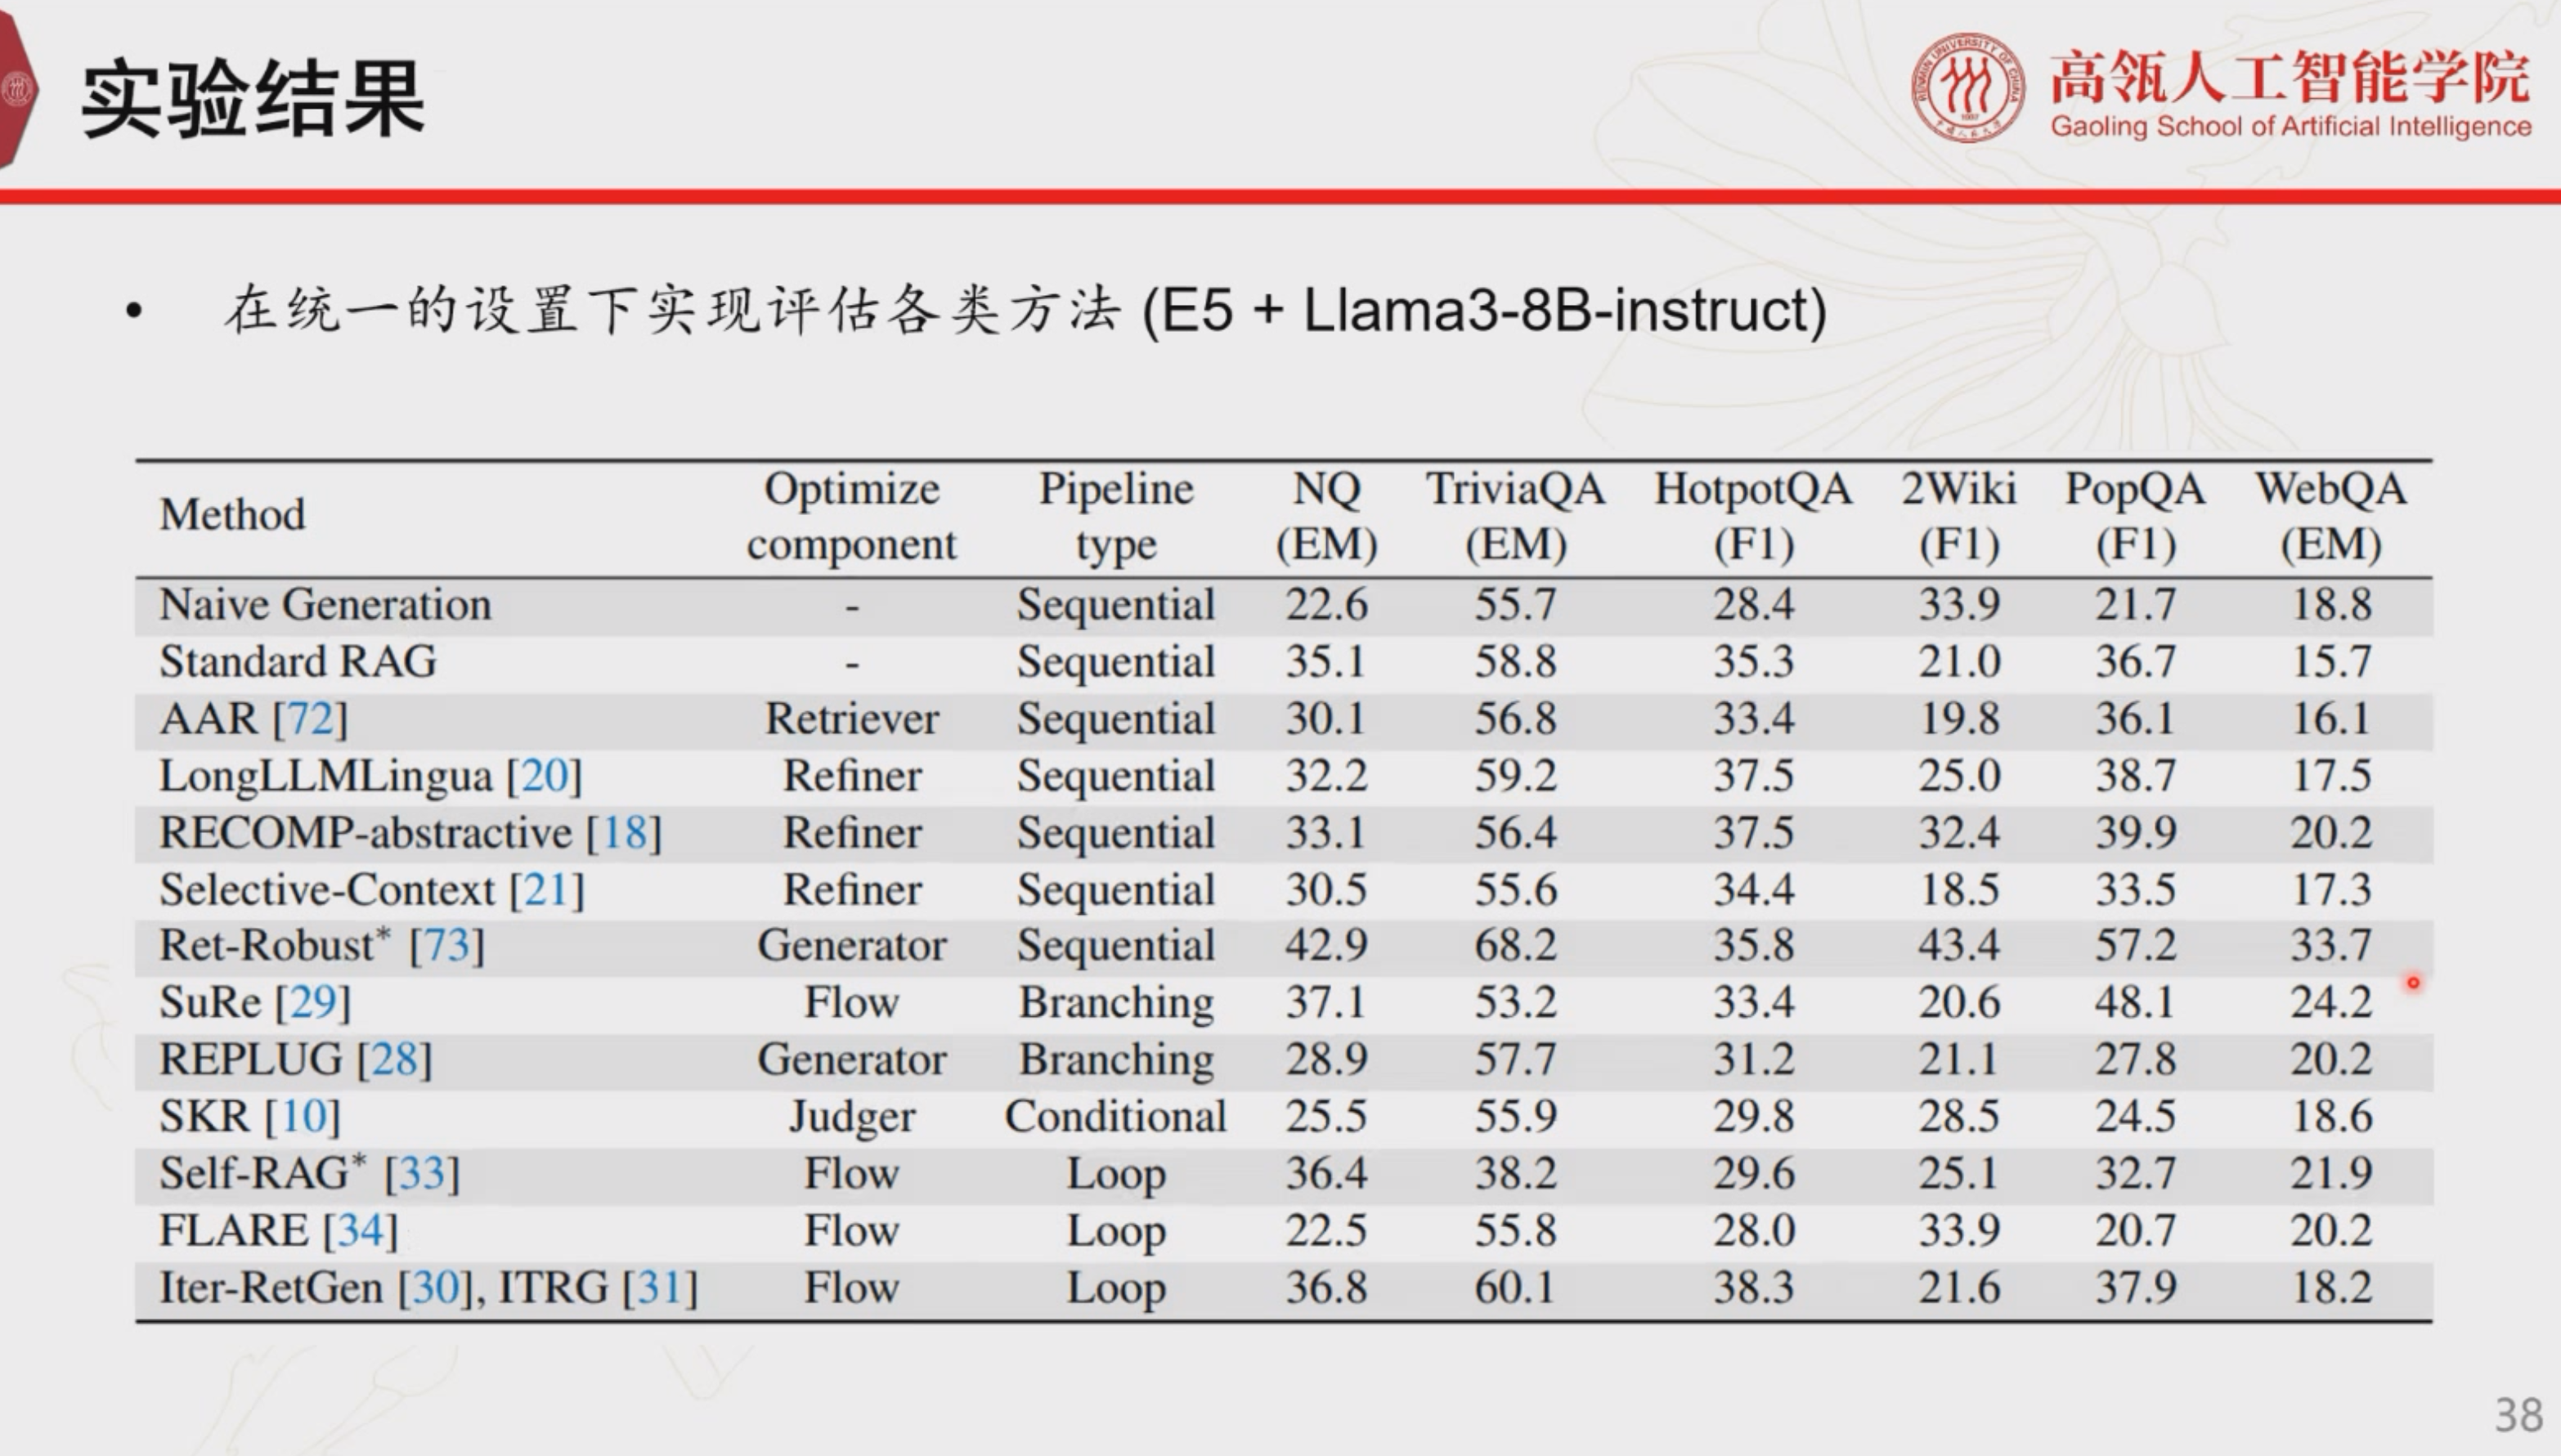 实验结果
高瓴人工智能学院
Gaoling School of Artificial Intelligence
• 在统一的设置下实现评估各类方法 (E5 + Llama3-8B-instruct)
Method Optimize component Pipeline type NQ (EM) TriviaQA (EM) HotpotQA (F1) 2Wiki (F1) PopQA (F1) WebQA (EM)
Naive Generation - Sequential 22.6 55.7 28.4 33.9 21.7 18.8
Standard RAG - Sequential 35.1 58.8 35.3 21.0 36.7 15.7
AAR [72] Retriever Sequential 30.1 56.8 33.4 19.8 36.1 16.1
LongLLMLingua [20] Refiner Sequential 32.2 59.2 37.5 25.0 38.7 17.5
RECOMP-abstractive [18] Refiner Sequential 33.1 56.4 37.5 32.4 39.9 20.2
Selective-Context [21] Refiner Sequential 30.5 55.6 34.4 18.5 33.5 17.3
Ret-Robust* [73] Generator Sequential 42.9 68.2 35.8 43.4 57.2 33.7
SuRe [29] Flow Branching 37.1 53.2 33.4 20.6 48.1 24.2
REPLUG [28] Generator Branching 28.9 57.7 31.2 21.1 27.8 20.2
SKR [10] Judger Conditional 25.5 55.9 29.8 28.5 24.5 18.6
Self-RAG* [33] Flow Loop 36.4 38.2 29.6 25.1 32.7 21.9
FLARE [34] Flow Loop 22.5 55.8 28.0 33.9 20.7 20.2
Iter-RetGen [30], ITRG [31] Flow Loop 36.8 60.1 38.3 21.6 37.9 18.2
38